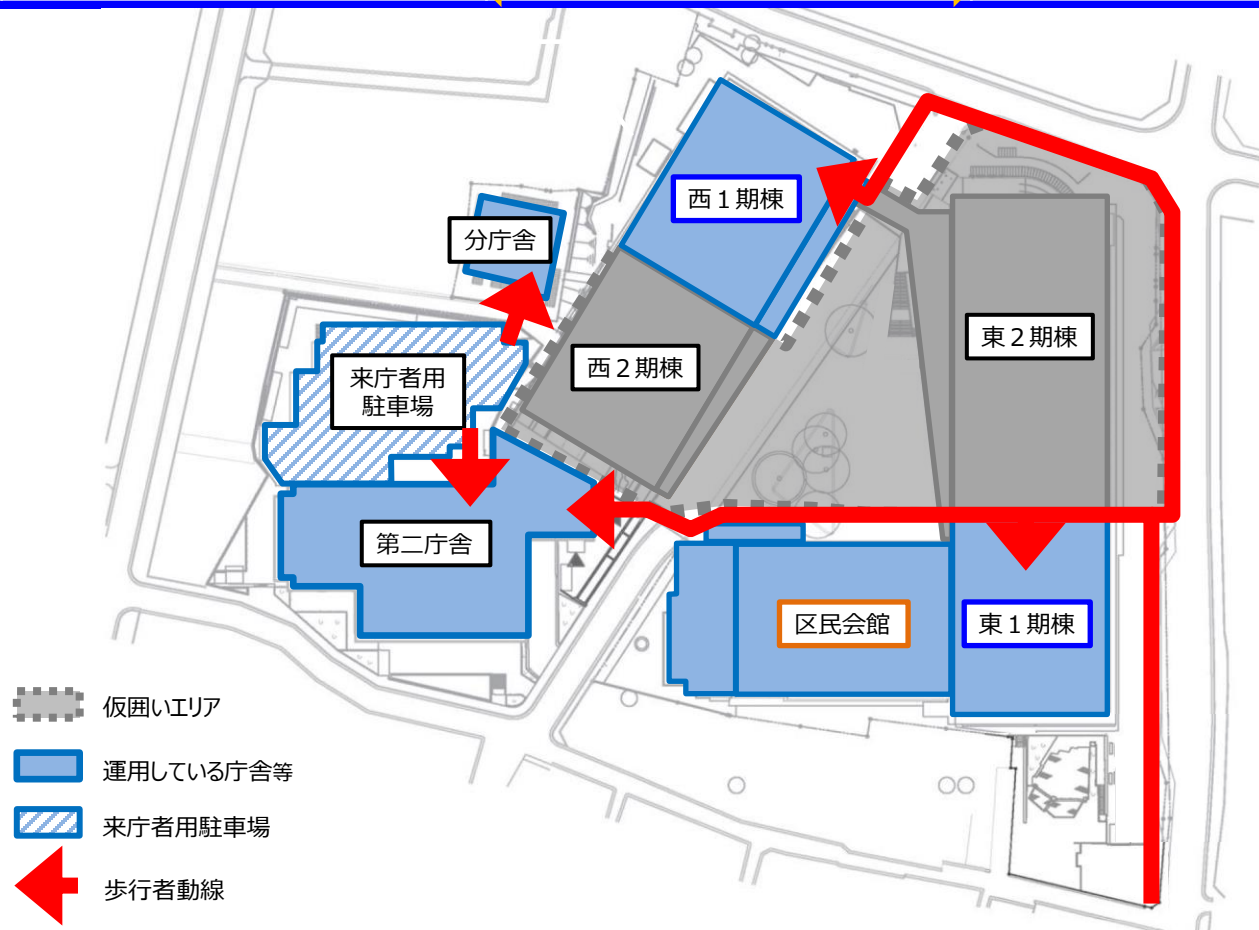 西１期棟
分庁舎
東２期棟
西２期棟
来庁者用
駐車場
第二庁舎
区民会館
東１期棟
仮囲いエリア
運用している庁舎等
来庁者用駐車場
歩行者動線